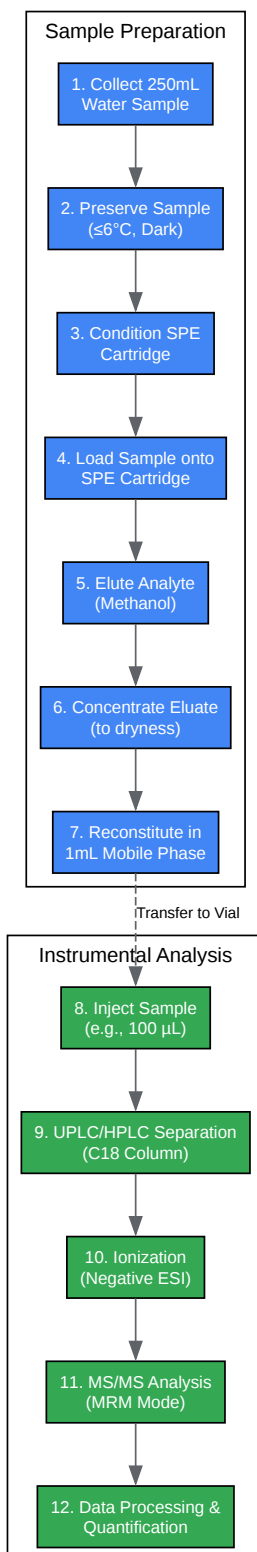 Sample Preparation
1. Collect 250mL
Water Sample
2. Preserve Sample
(≤6°C, Dark)
3. Condition SPE
Cartridge
4. Load Sample onto
SPE Cartridge
5. Elute Analyte
(Methanol)
6. Concentrate Eluate
(to dryness)
7. Reconstitute in
1mL Mobile Phase
Transfer to Vial
Instrumental Analysis
8. Inject Sample
(e.g., 100 µL)
9. UPLC/HPLC Separation
(C18 Column)
10. Ionization
(Negative ESI)
11. MS/MS Analysis
(MRM Mode)
12. Data Processing &
Quantification